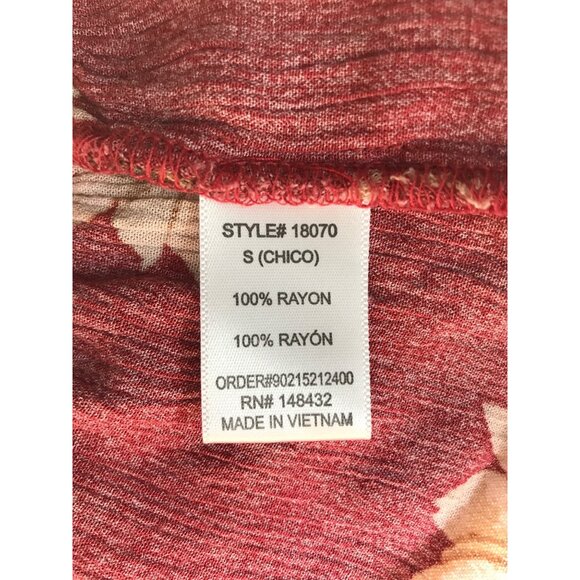 STYLE# 18070
S (CHICO)
100% RAYON
100% RAYÓN
ORDER#90215212400
RN# 148432
MADE IN VIETNAM